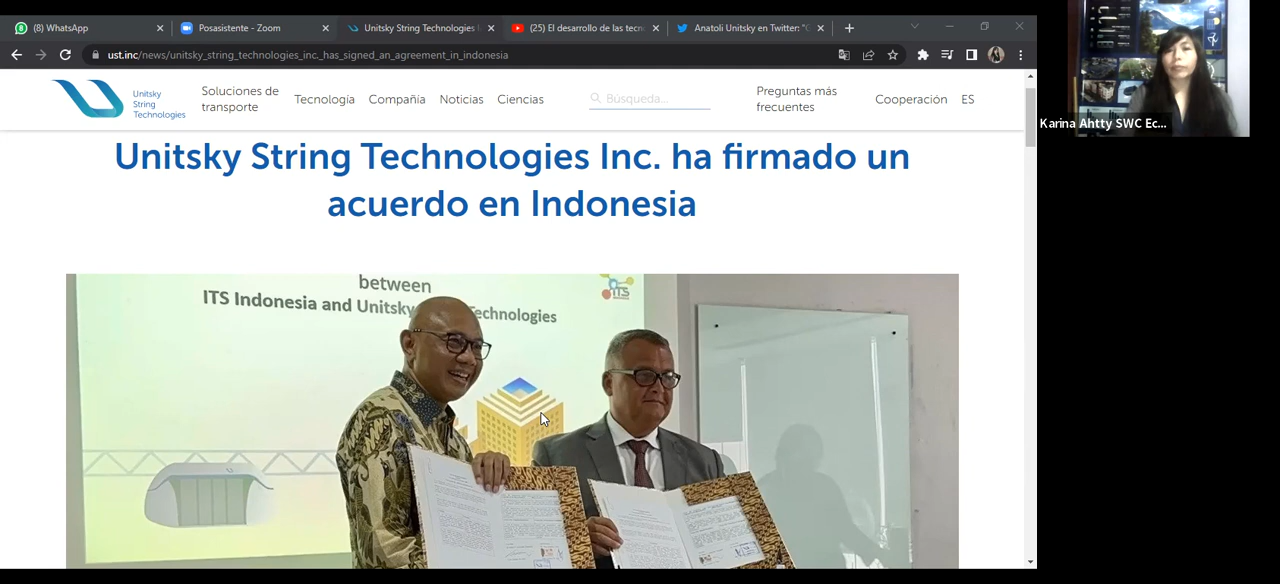 (8) WhatsApp
Posasistente - Zoom
Unitsky String Technologies I
(25) El desarrollo de las tecn
Anatoli Unitsky en Twitter: "G
ust.inc/news/unitsky_string_technologies_inc._has_signed_an_agreement_in_indonesia
Unitsky
String
Technologies
Soluciones de
transporte
Tecnología
Compañía
Noticias
Ciencias
Búsqueda...
Preguntas más
frecuentes
Cooperación
ES
Unitsky String Technologies Inc. ha firmado un
acuerdo en Indonesia
between
ITS Indonesia and Unitsky Technologies
ITS
Karina Ahtty SWC Ec...